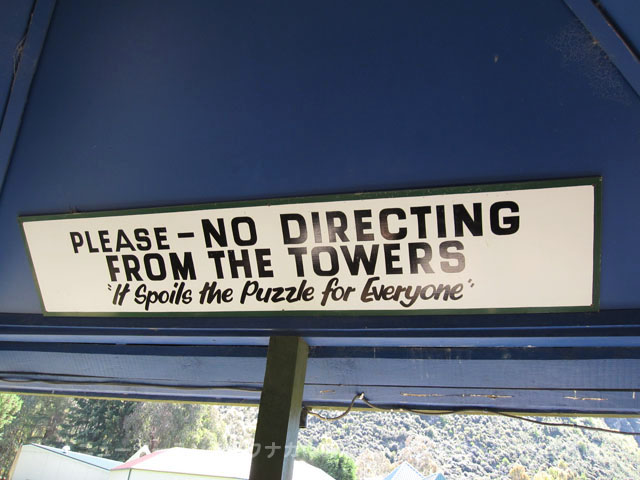 PLEASE - NO DIRECTING
FROM THE TOWERS
"It Spoils the Puzzle for Everyone"